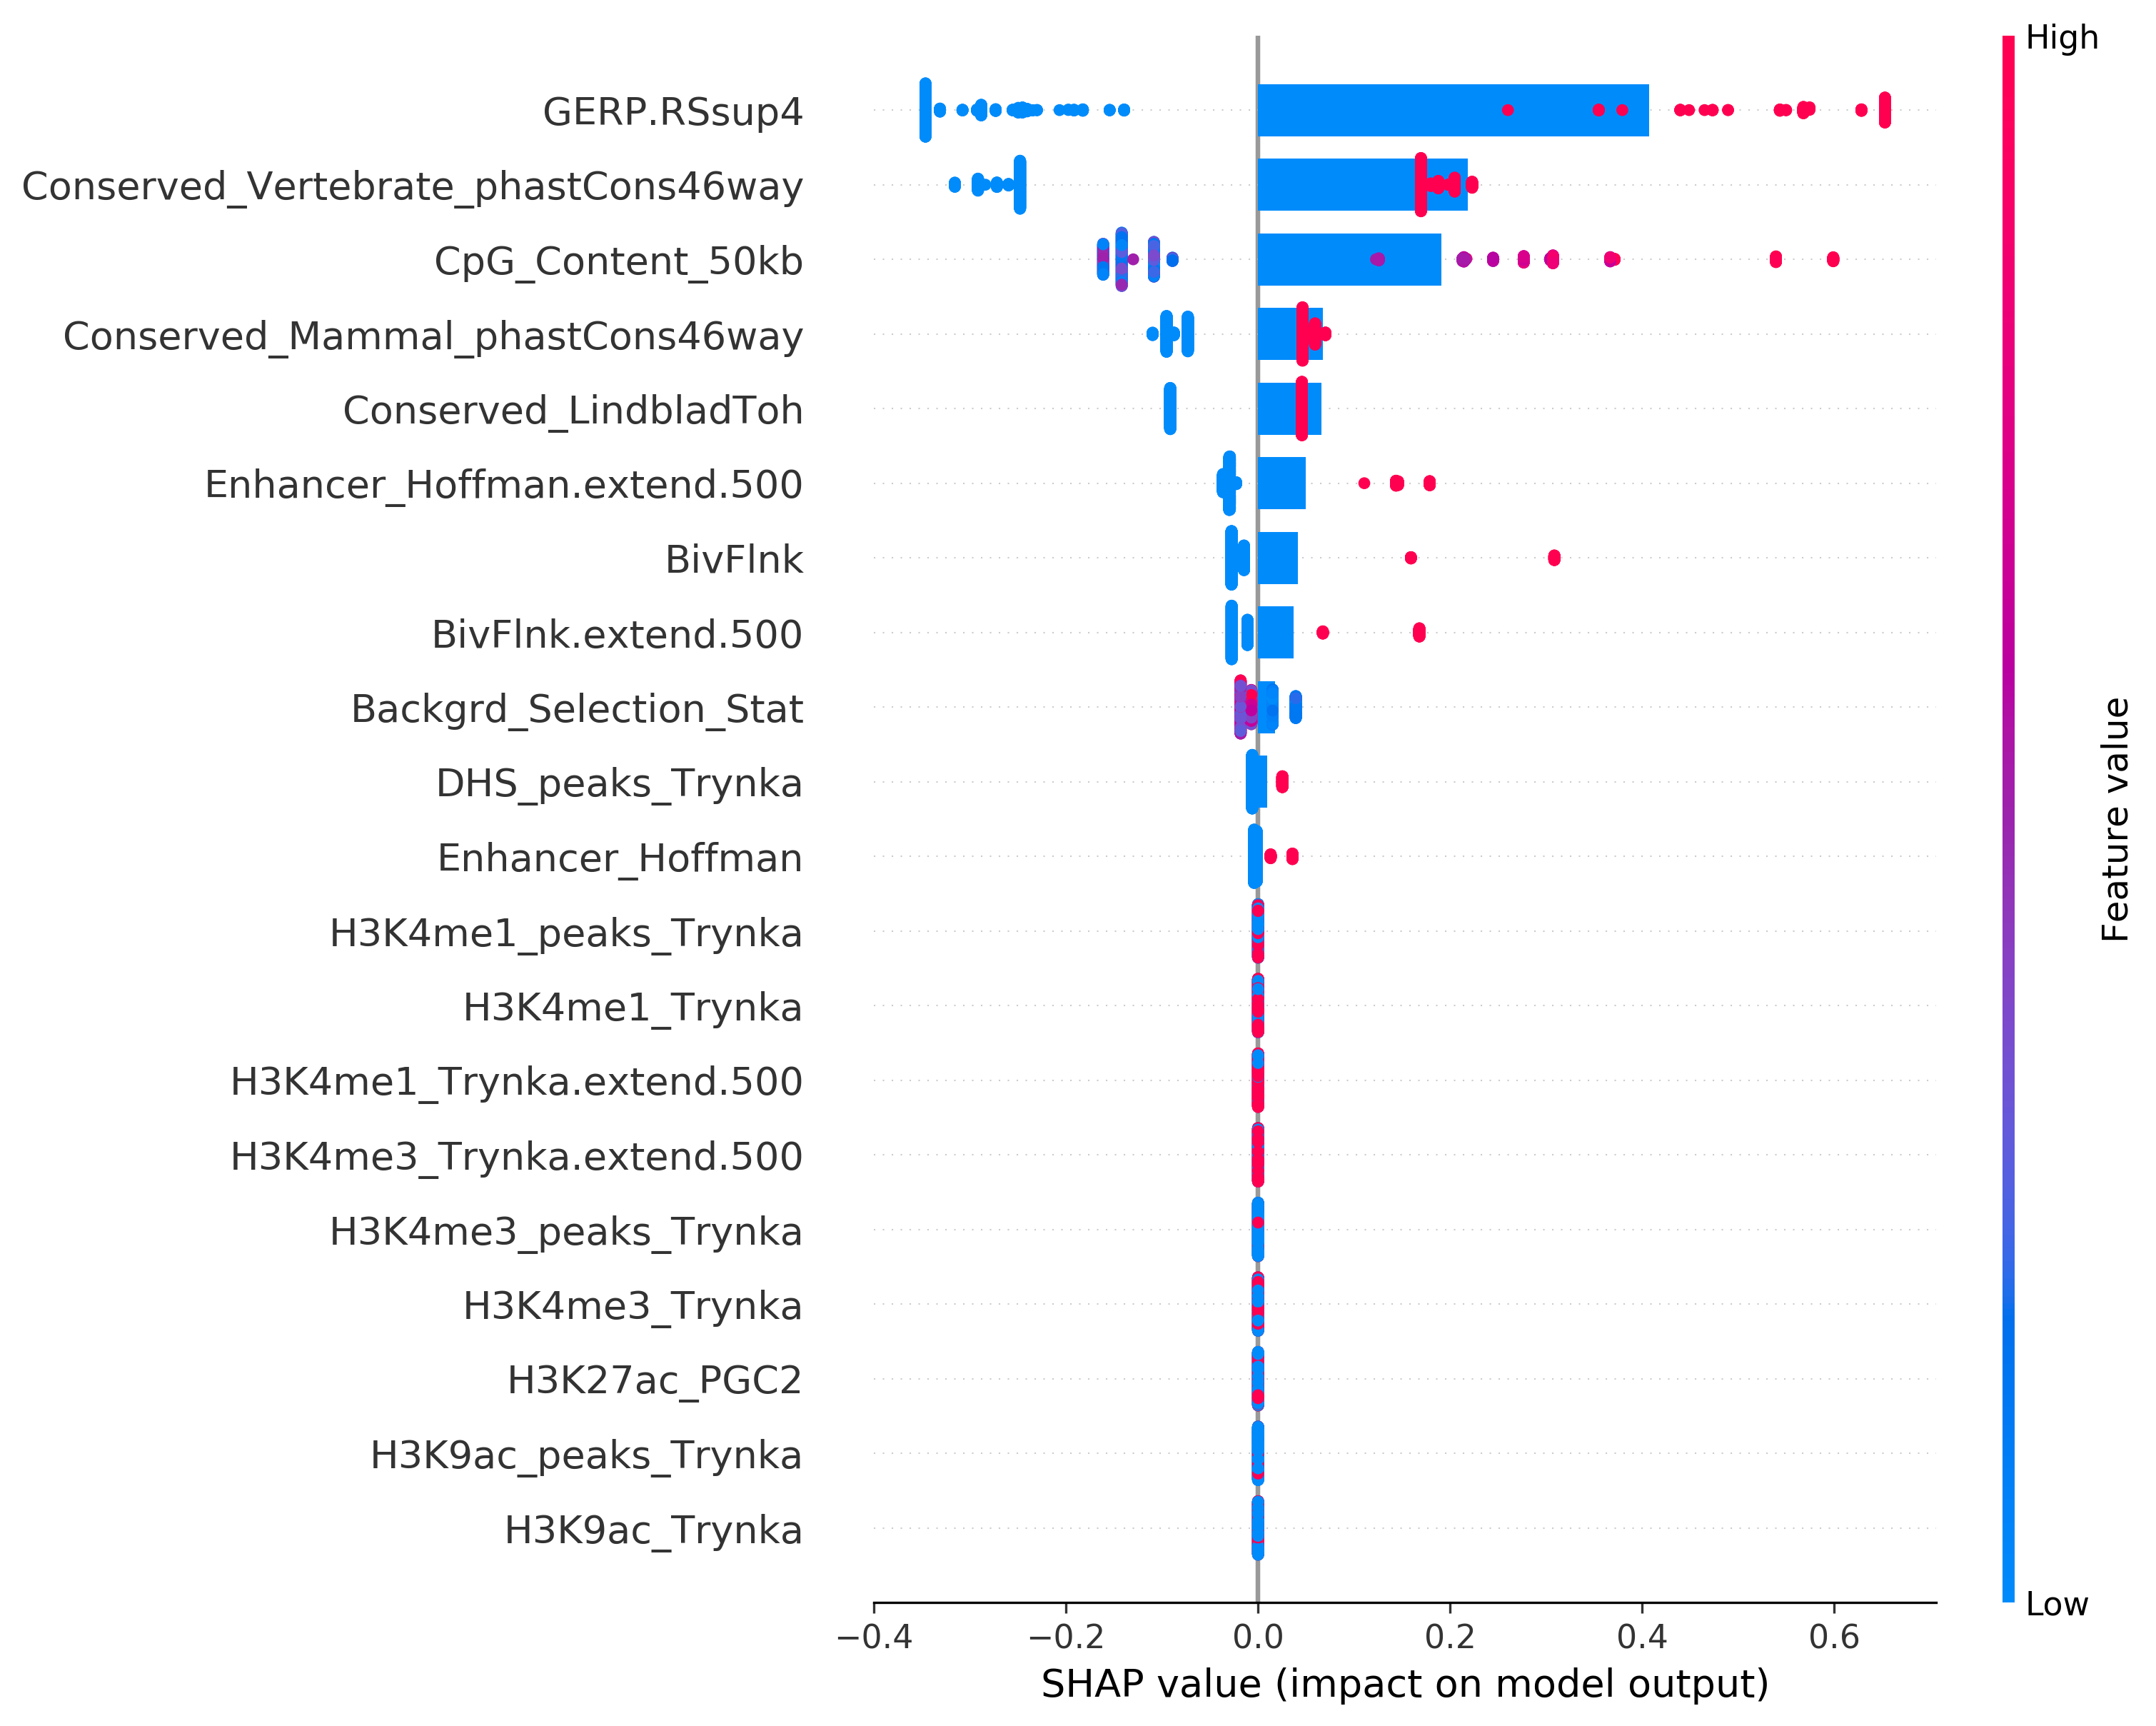 High
GERP.RSsup4
Conserved_Vertebrate_phastCons46way
CpG_Content_50kb
Conserved_Mammal_phastCons46way
Conserved_LindbladToh
Enhancer_Hoffman.extend.500
BivFlnk
BivFlnk.extend.500
Backgrd_Selection_Stat
DHS_peaks_Trynka
Enhancer_Hoffman
H3K4me1_peaks_Trynka
H3K4me1_Trynka
H3K4me1_Trynka.extend.500
H3K4me3_Trynka.extend.500
H3K4me3_peaks_Trynka
H3K4me3_Trynka
H3K27ac_PGC2
H3K9ac_peaks_Trynka
H3K9ac_Trynka
Feature value
Low
−0.4 −0.2 0.0 0.2 0.4 0.6
SHAP value (impact on model output)